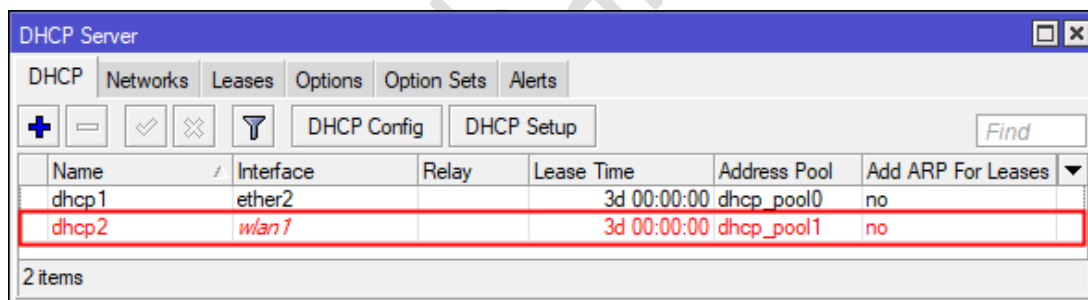 DHCP Server
DHCP Networks Leases Options Option Sets Alerts
DHCP Config DHCP Setup Find
Name Interface Relay Lease Time Address Pool Add ARP For Leases
dhcp1 ether2 3d 00:00:00 dhcp_pool0 no
dhcp2 wlan1 3d 00:00:00 dhcp_pool1 no
2 items